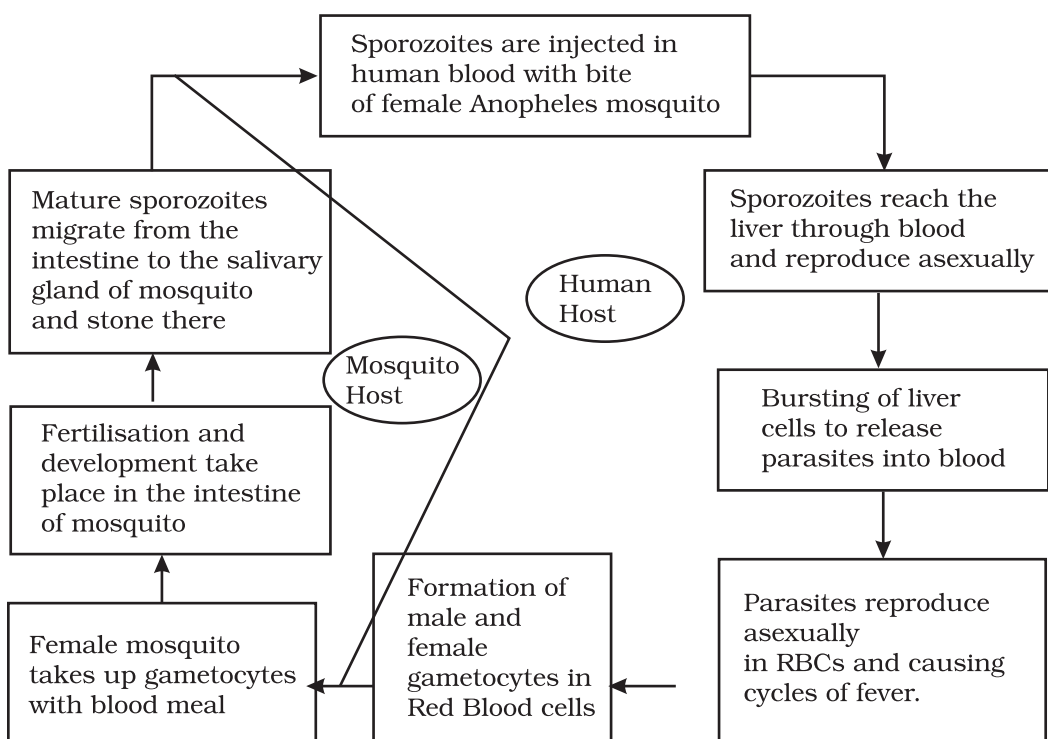 Sporozoites are injected in
human blood with bite
of female Anopheles mosquito
Sporozoites reach the
liver through blood
and reproduce asexually
Bursting of liver
cells to release
parasites into blood
Parasites reproduce
asexually
in RBCs and causing
cycles of fever.
Formation of
male and
female
gametocytes in
Red Blood cells
Female mosquito
takes up gametocytes
with blood meal
Fertilisation and
development take
place in the intestine
of mosquito
Mature sporozoites
migrate from the
intestine to the salivary
gland of mosquito
and stone there
Human
Host
Mosquito
Host